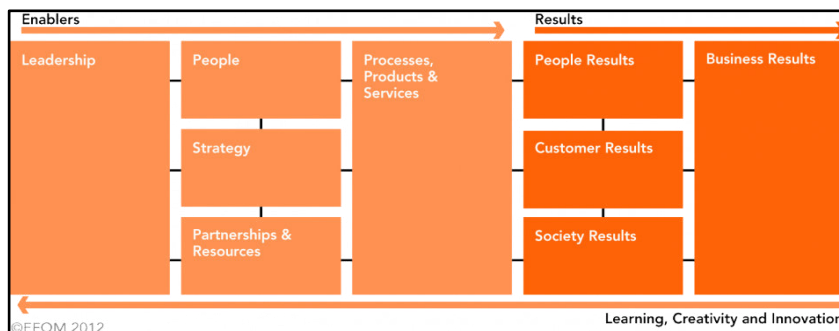 Enablers
Results
Leadership
People
Processes,
Products &
Services
People Results
Business Results
Strategy
Customer Results
Partnerships &
Resources
Society Results
Learning, Creativity and Innovation
©EFQM 2012